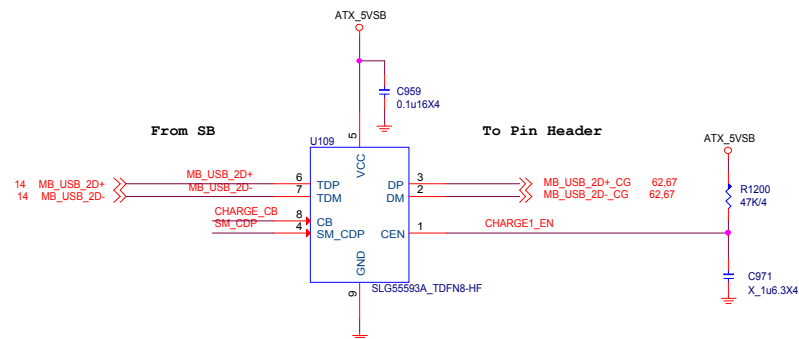 ATX_5VSB
C959
0.1u16X4
From SB
To Pin Header
U109
5
VCC
ATX_5VSB
14 MB_USB_2D+
MB_USB_2D+
6
TDP
DP
3
MB_USB_2D+_CG 62,67
14 MB_USB_2D-
MB_USB_2D-
7
TDM
DM
2
MB_USB_2D-_CG 62,67
R1200
47K/4
CHARGE_CB
8
CB
SM_CDP
4
SM_CDP
CEN
1
CHARGE1_EN
GND
9
SLG55593A_TDFN8-HF
C971
X_1u6.3X4